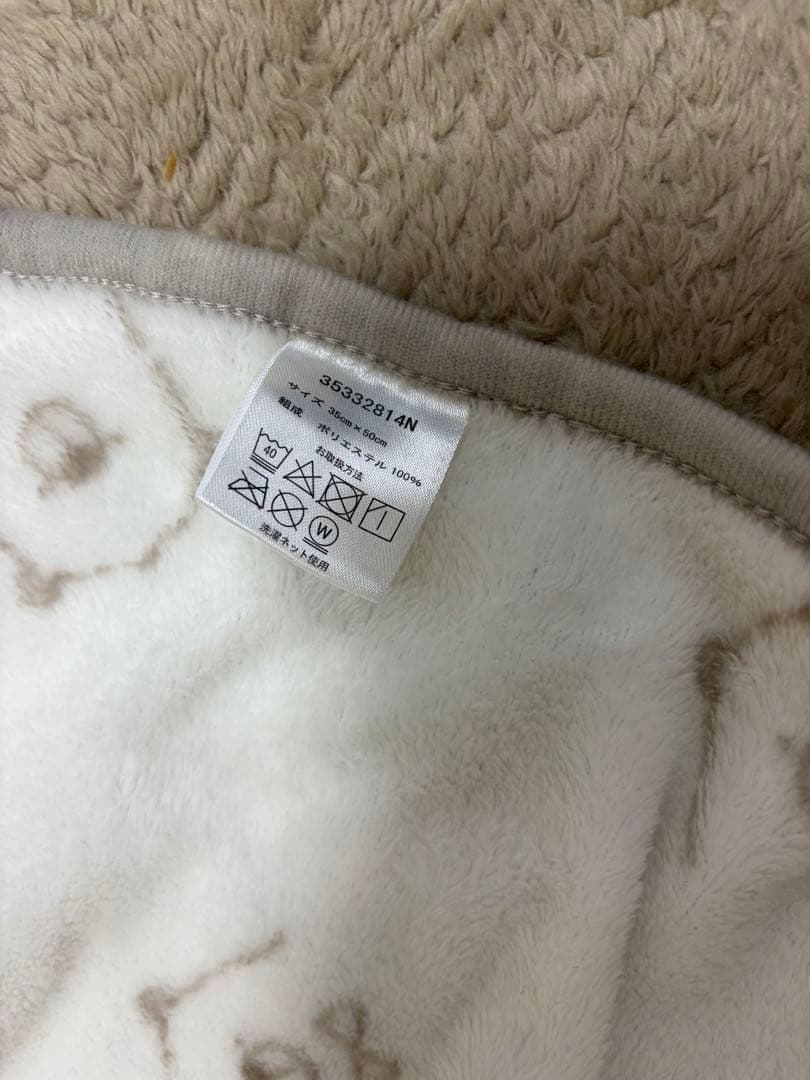 35332814N
サイズ 35cm×50cm
組成 ポリエステル 100%
お取扱方法
40
W
洗濯ネット使用